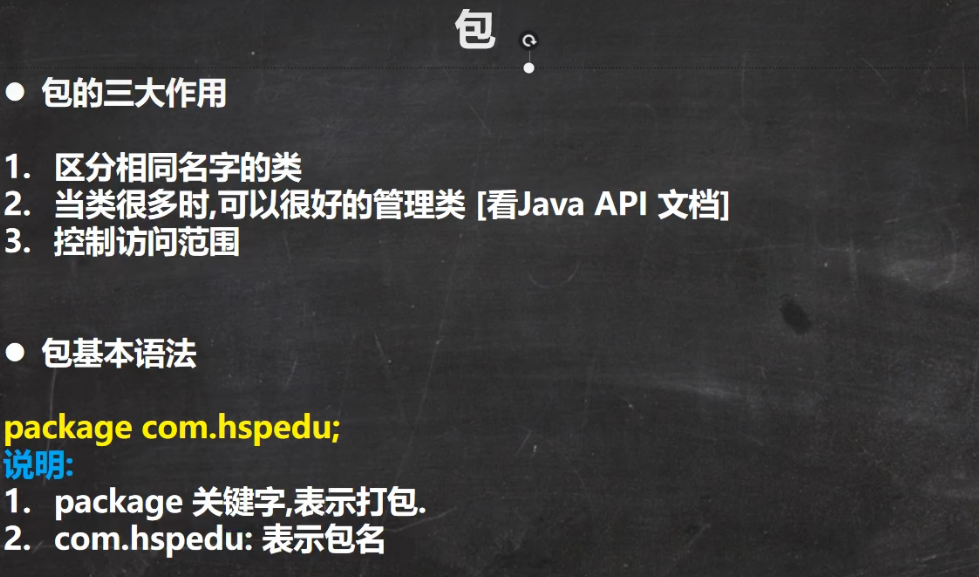 包
● 包的三大作用
1. 区分相同名字的类
2. 当类很多时,可以很好的管理类 [看Java API 文档]
3. 控制访问范围
● 包基本语法
package com.hspedu;
说明:
1. package 关键字,表示打包.
2. com.hspedu: 表示包名